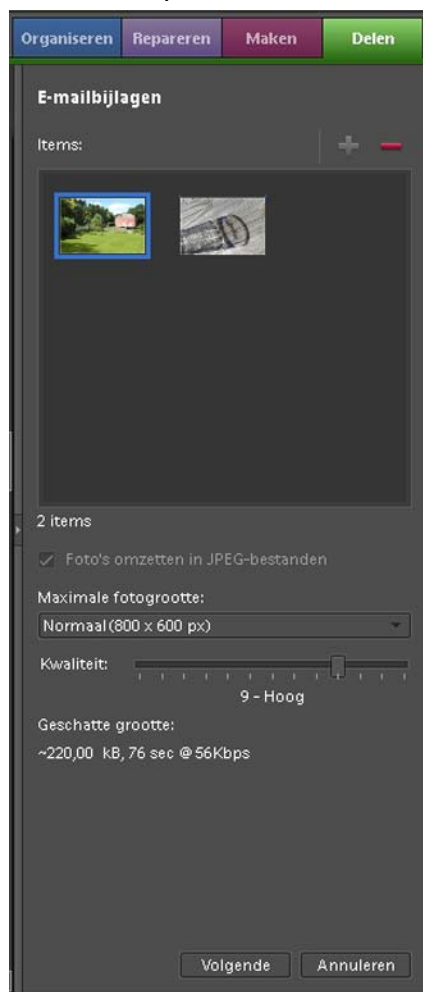 Organiseren Repareren Maken Delen
E-mailbijlagen
Items:
2 items
Foto's omzetten in JPEG-bestanden
Maximale fotogrootte:
Normaal (800 x 600 px)
Kwaliteit:
9 - Hoog
Geschatte grootte:
~220,00 kB, 76 sec @ 56Kbps
Volgende Annuleren